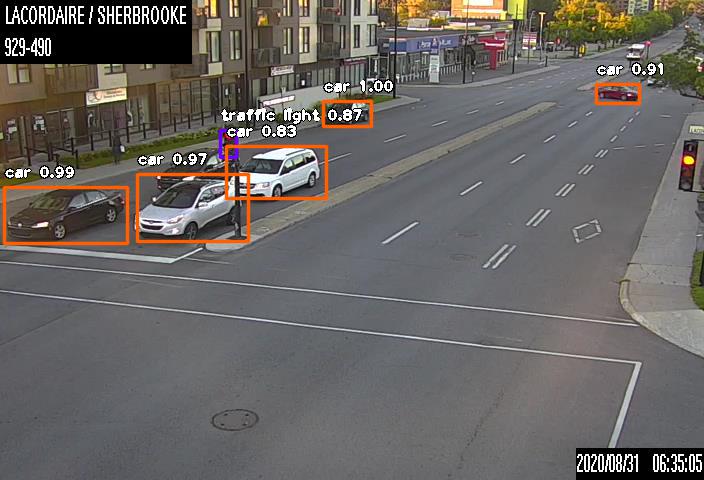 LACORDAIRE / SHERBROOKE
929-490
car 1.00
car 0.91
traffic light 0.87
car 0.83
car 0.97
car 0.99
2020/08/31 06:35:05